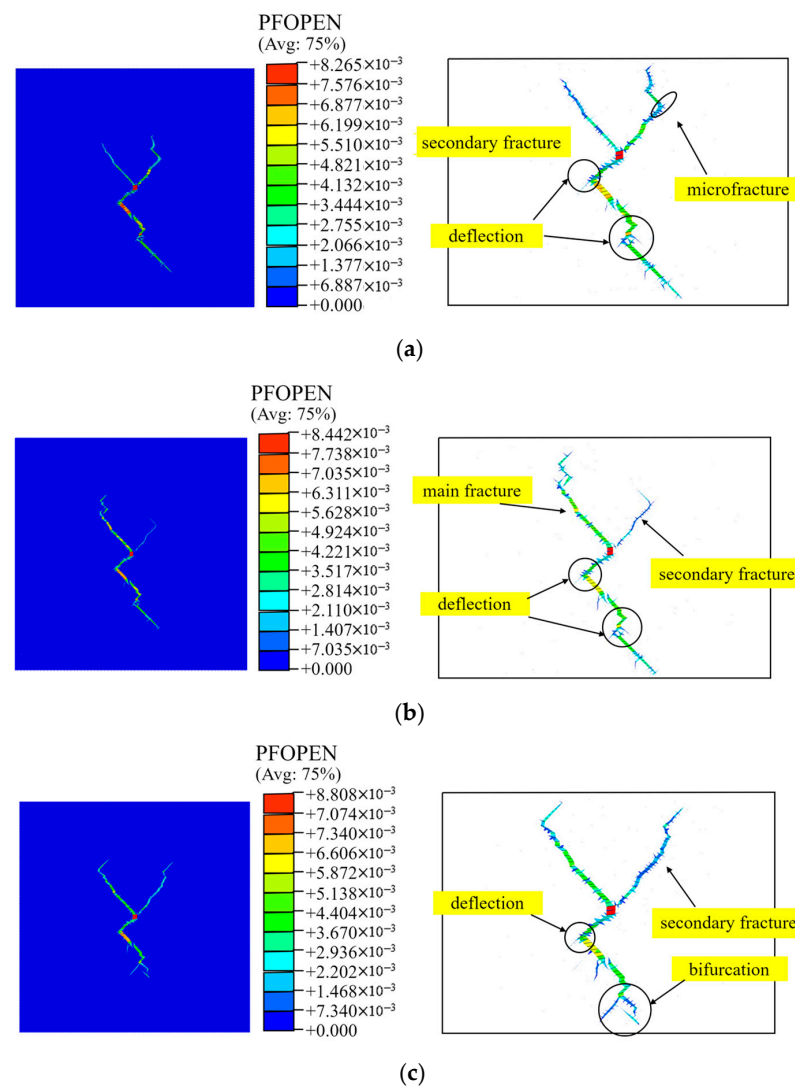 PFOPEN
(Avg: 75%)
+8.265×10−3
+7.576×10−3
+6.877×10−3
+6.199×10−3
+5.510×10−3
+4.821×10−3
+4.132×10−3
+3.444×10−3
+2.755×10−3
+2.066×10−3
+1.377×10−3
+6.887×10−3
+0.000
secondary fracture
microfracture
deflection
(a)
PFOPEN
(Avg: 75%)
+8.442×10−3
+7.738×10−3
+7.035×10−3
+6.311×10−3
+5.628×10−3
+4.924×10−3
+4.221×10−3
+3.517×10−3
+2.814×10−3
+2.110×10−3
+1.407×10−3
+7.035×10−3
+0.000
main fracture
secondary fracture
deflection
(b)
PFOPEN
(Avg: 75%)
+8.808×10−3
+7.074×10−3
+7.340×10−3
+6.606×10−3
+5.872×10−3
+5.138×10−3
+4.404×10−3
+3.670×10−3
+2.936×10−3
+2.202×10−3
+1.468×10−3
+7.340×10−3
+0.000
deflection
secondary fracture
bifurcation
(c)